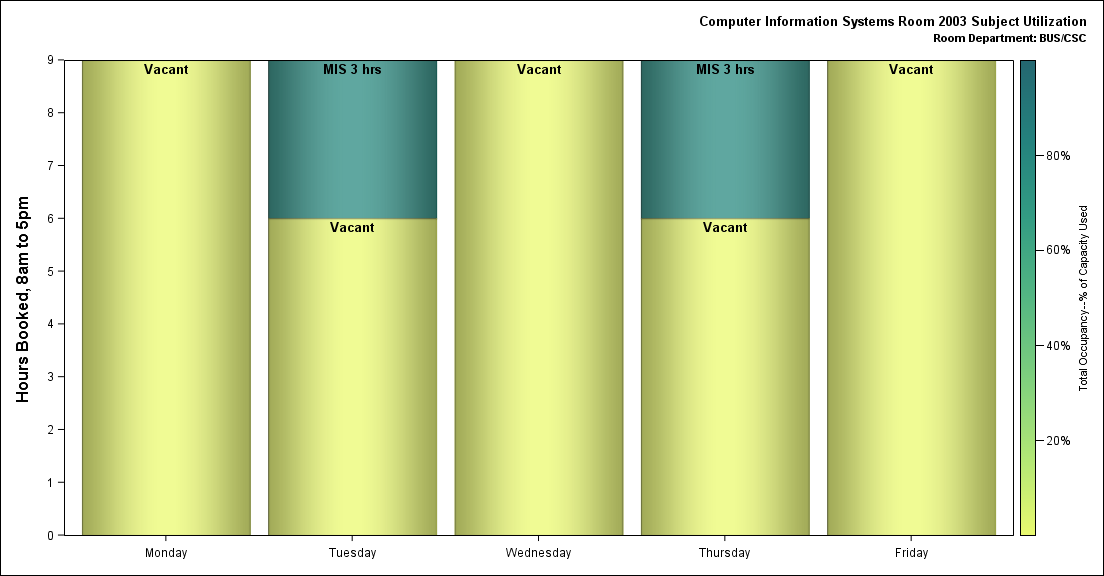 Computer Information Systems Room 2003 Subject Utilization
Room Department: BUS/CSC
Hours Booked, 8am to 5pm
9
8
7
6
5
4
3
2
1
0
Vacant
MIS 3 hrs
Vacant
MIS 3 hrs
Vacant
Vacant
Vacant
Monday
Tuesday
Wednesday
Thursday
Friday
80%
60%
40%
20%
Total Occupancy--% of Capacity Used